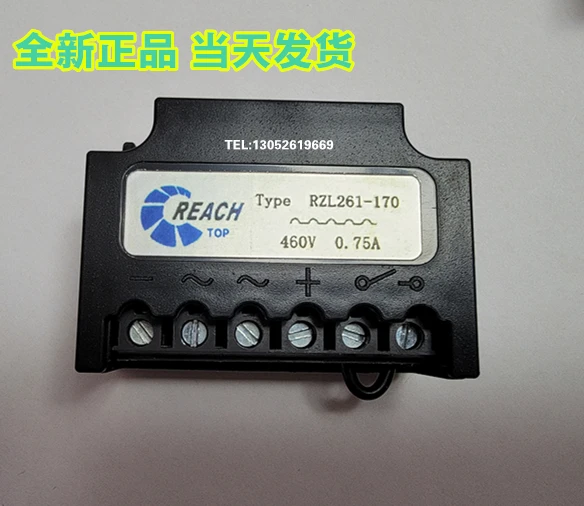 全新正品 当天发货
TEL:13052619669
REACH
TOP
Type RZL261-170
460V 0.75A
− ~ ~ +